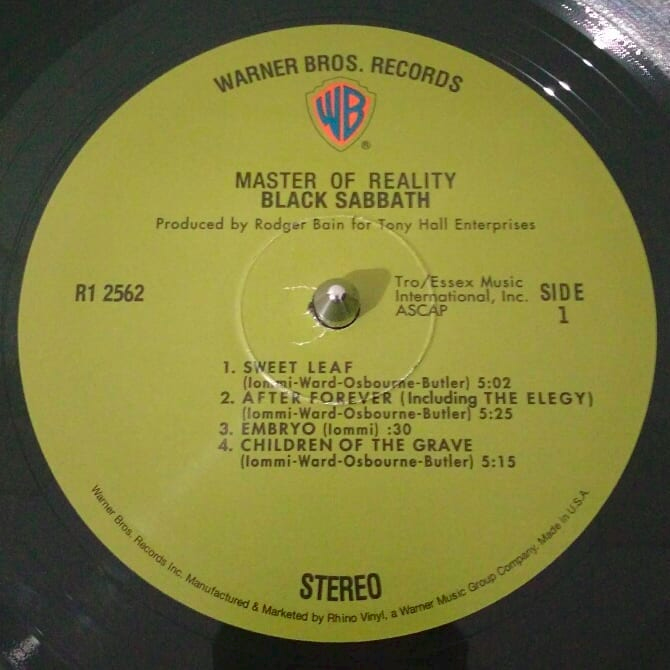 WARNER BROS. RECORDS
WB
®
MASTER OF REALITY
BLACK SABBATH
Produced by Rodger Bain for Tony Hall Enterprises
R1 2562
Tro/Essex Music
International, Inc.
ASCAP
SIDE
1
1. SWEET LEAF
(Iommi-Ward-Osbourne-Butler) 5:02
2. AFTER FOREVER (Including THE ELEGY)
(Iommi-Ward-Osbourne-Butler) 5:25
3. EMBRYO (Iommi) :30
4. CHILDREN OF THE GRAVE
(Iommi-Ward-Osbourne-Butler) 5:15
STEREO
Warner Bros. Records Inc. Manufactured & Marketed by Rhino Vinyl, a Warner Music Group Company. Made in U.S.A.